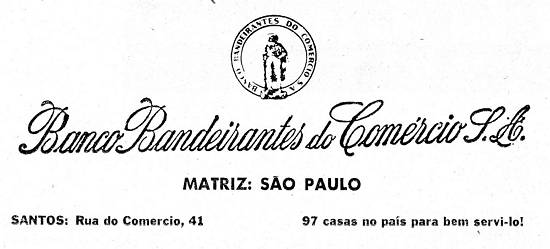 BANCO BANDEIRANTES DO COMERCIO S.A.
Banco Bandeirantes do Comércio S.A.
MATRIZ: SÃO PAULO
SANTOS: Rua do Comercio, 41
97 casas no país para bem servi-lo!